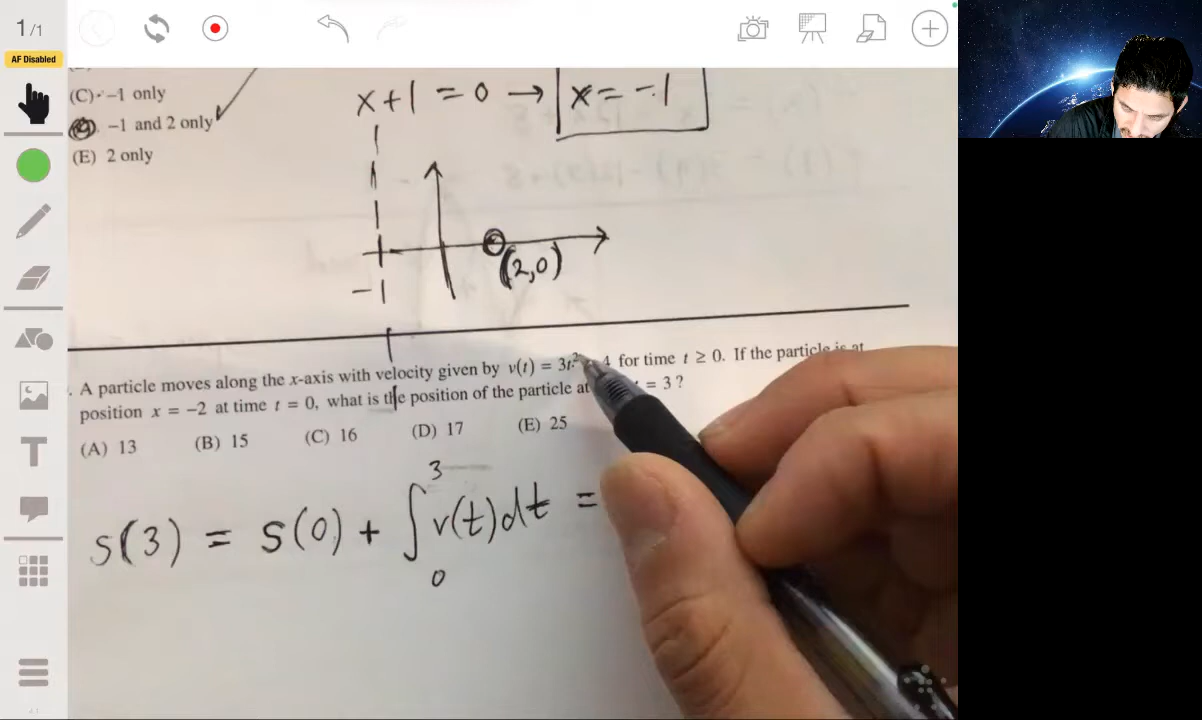 1/1
AF Disabled
(C) -1 only
-1 and 2 only
(E) 2 only
x+1 = 0 → x = -1
(2,0)
-1
A particle moves along the x-axis with velocity given by v(t) = 3t² 4 for time t ≥ 0. If the particle is at
position x = −2 at time t = 0, what is the position of the particle at = 3 ?
(A) 13 (B) 15 (C) 16 (D) 17 (E) 25
s(3) = s(0) + ∫₀³ v(t)dt =
T